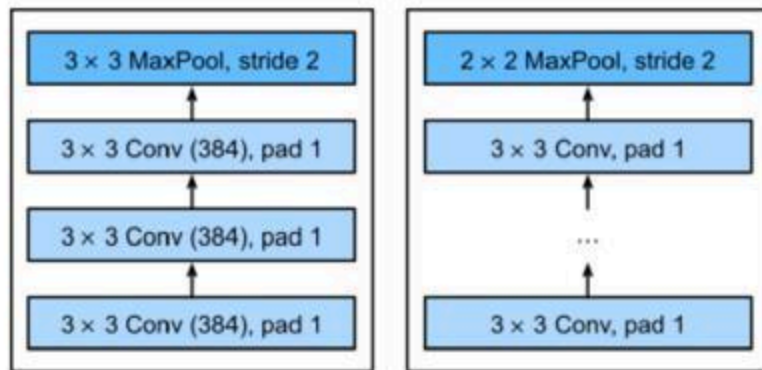 3 × 3 MaxPool, stride 2
3 × 3 Conv (384), pad 1
3 × 3 Conv (384), pad 1
3 × 3 Conv (384), pad 1
2 × 2 MaxPool, stride 2
3 × 3 Conv, pad 1
...
3 × 3 Conv, pad 1